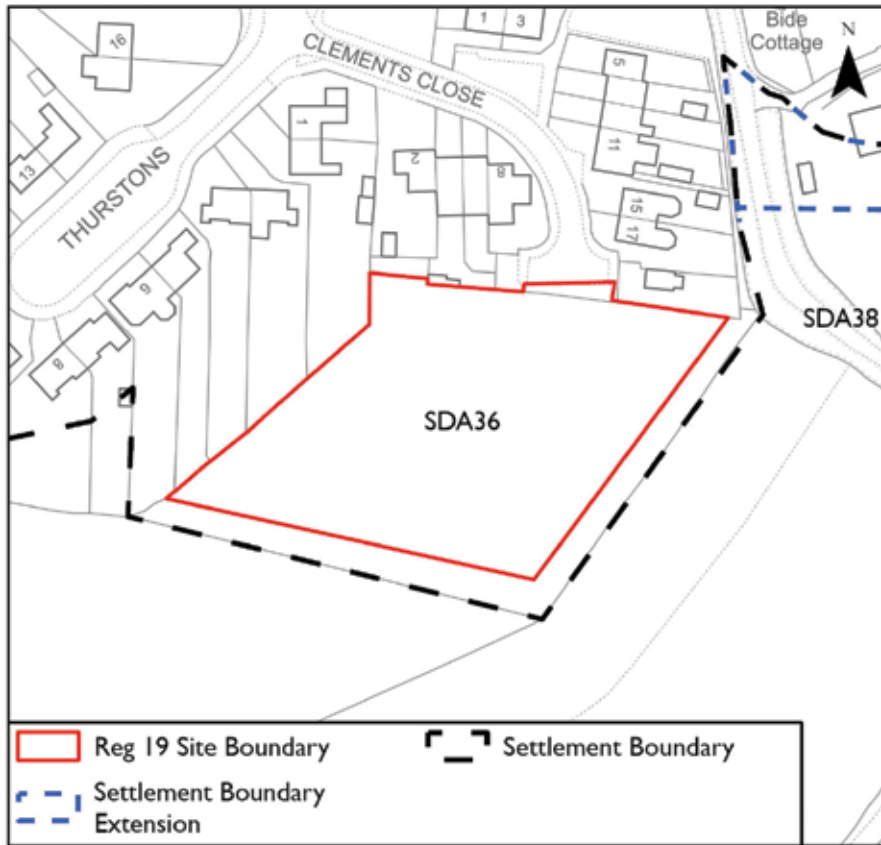 1 3
Bide
Cottage
N
16
CLEMENTS CLOSE
5
13
1
2
8
11
THURSTONS
15
17
6
8
SDA38
SDA36
Reg 19 Site Boundary
Settlement Boundary
Settlement Boundary
Extension